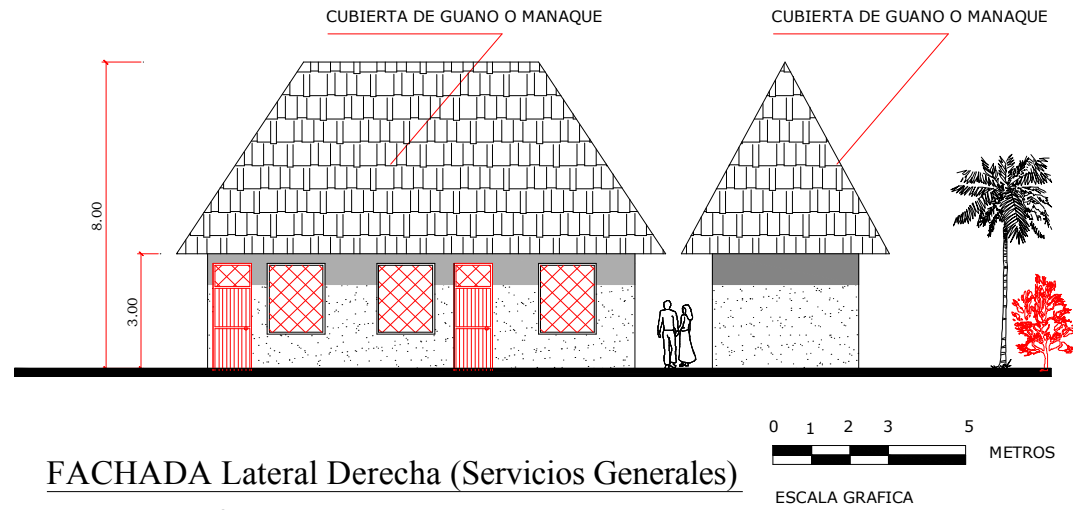 CUBIERTA DE GUANO O MANAQUE
CUBIERTA DE GUANO O MANAQUE
8.00
3.00
0 1 2 3 5
METROS
FACHADA Lateral Derecha (Servicios Generales)
ESCALA GRAFICA